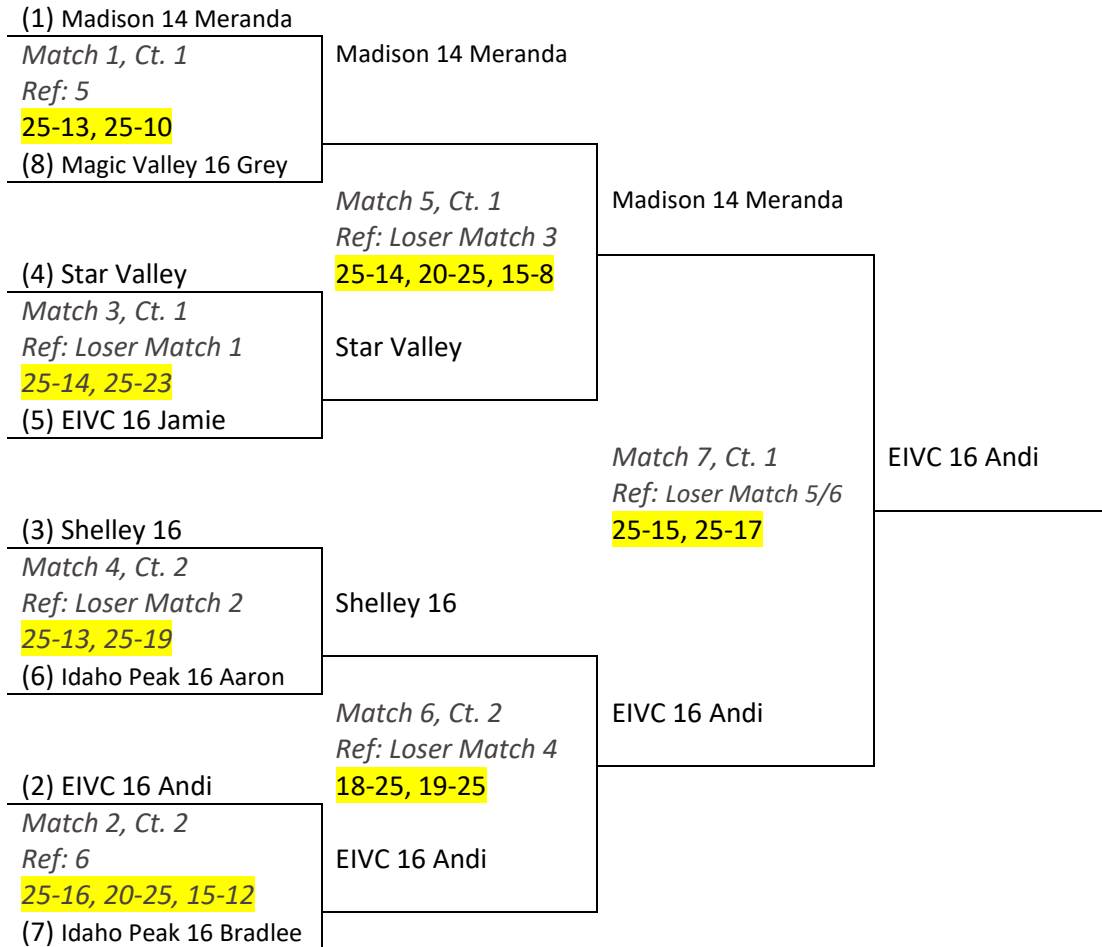 (1) Madison 14 Meranda
Match 1, Ct. 1
Ref: 5
25-13, 25-10
(8) Magic Valley 16 Grey
Madison 14 Meranda
Match 5, Ct. 1
Ref: Loser Match 3
25-14, 20-25, 15-8
Star Valley
Madison 14 Meranda
(4) Star Valley
Match 3, Ct. 1
Ref: Loser Match 1
25-14, 25-23
(5) EIVC 16 Jamie
Match 7, Ct. 1
Ref: Loser Match 5/6
25-15, 25-17
EIVC 16 Andi
(3) Shelley 16
Match 4, Ct. 2
Ref: Loser Match 2
25-13, 25-19
(6) Idaho Peak 16 Aaron
Shelley 16
Match 6, Ct. 2
Ref: Loser Match 4
18-25, 19-25
EIVC 16 Andi
EIVC 16 Andi
(2) EIVC 16 Andi
Match 2, Ct. 2
Ref: 6
25-16, 20-25, 15-12
(7) Idaho Peak 16 Bradlee